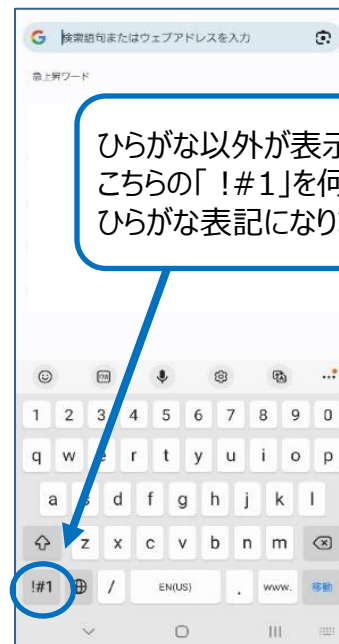 検索語句またはウェブアドレスを入力
急上昇ワード
ひらがな以外が表示
こちらの「!#1」を何
ひらがな表記になり
1 2 3 4 5 6 7 8 9 0
q w e r t y u i o p
a s d f g h j k l
z x c v b n m
!#1 / EN(US) . www. 移動